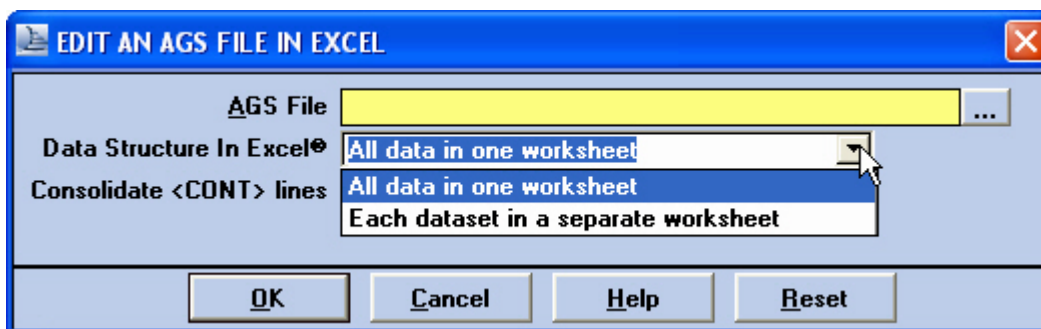 EDIT AN AGS FILE IN EXCEL
AGS File
...
Data Structure In Excel® All data in one worksheet
Consolidate <CONT> lines All data in one worksheet
Each dataset in a separate worksheet
OK Cancel Help Reset